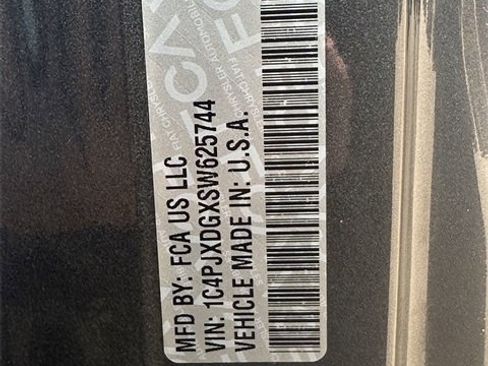 MFD BY: FCA US LLC
VIN: 1C4PJXDGXSW625744
VEHICLE MADE IN: U.S.A.